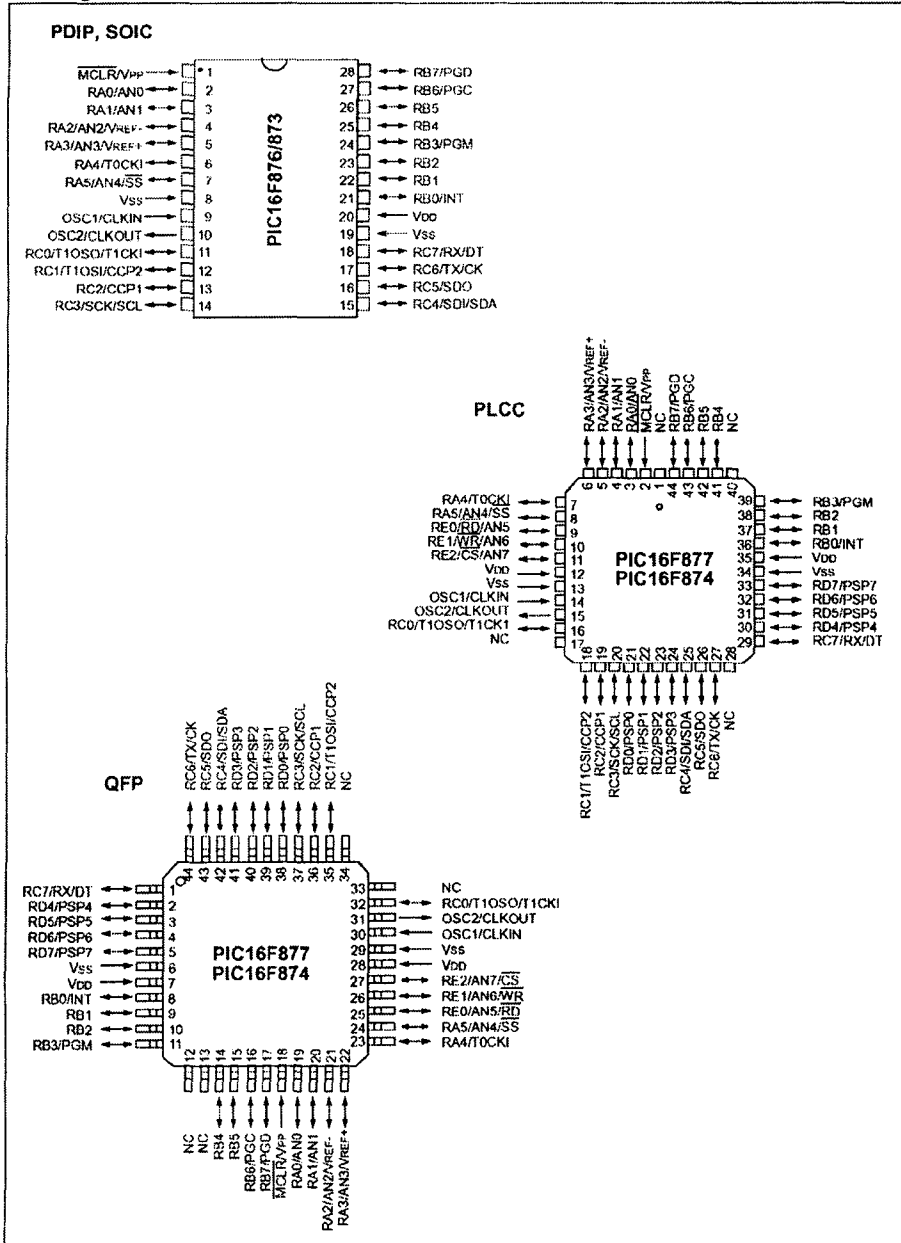 PDIP, SOIC
MCLR/VPP 1
RA0/AN0 2
RA1/AN1 3
RA2/AN2/VREF- 4
RA3/AN3/VREF+ 5
RA4/T0CKI 6
RA5/AN4/SS 7
VSS 8
OSC1/CLKIN 9
OSC2/CLKOUT 10
RC0/T1OSO/T1CKI 11
RC1/T1OSI/CCP2 12
RC2/CCP1 13
RC3/SCK/SCL 14
PIC16F876/873
28 RB7/PGD
27 RB6/PGC
26 RB5
25 RB4
24 RB3/PGM
23 RB2
22 RB1
21 RB0/INT
20 VDD
19 VSS
18 RC7/RX/DT
17 RC6/TX/CK
16 RC5/SDO
15 RC4/SDI/SDA
PLCC
RA3/AN3/VREF+ 6
RA2/AN2/VREF- 5
RA1/AN1 4
RA0/AN0 3
MCLR/VPP 2
NC 1
RB7/PGD 44
RB6/PGC 43
RB5 42
RB4 41
NC 40
RA4/T0CKI 7
RA5/AN4/SS 8
RE0/RD/AN5 9
RE1/WR/AN6 10
RE2/CS/AN7 11
VDD 12
VSS 13
OSC1/CLKIN 14
OSC2/CLKOUT 15
RC0/T1OSO/T1CK1 16
NC 17
PIC16F877
PIC16F874
39 RB3/PGM
38 RB2
37 RB1
36 RB0/INT
35 VDD
34 VSS
33 RD7/PSP7
32 RD6/PSP6
31 RD5/PSP5
30 RD4/PSP4
29 RC7/RX/DT
18 RC1/T1OSI/CCP2
19 RC2/CCP1
20 RC3/SCK/SCL
21 RD0/PSP0
22 RD1/PSP1
23 RD2/PSP2
24 RD3/PSP3
25 RC4/SDI/SDA
26 RC5/SDO
27 RC6/TX/CK
28 NC
QFP
RC6/TX/CK 44
RC5/SDO 43
RC4/SDI/SDA 42
RD3/PSP3 41
RD2/PSP2 40
RD1/PSP1 39
RD0/PSP0 38
RC3/SCK/SCL 37
RC2/CCP1 36
RC1/T1OSI/CCP2 35
NC 34
RC7/RX/DT 1
RD4/PSP4 2
RD5/PSP5 3
RD6/PSP6 4
RD7/PSP7 5
VSS 6
VDD 7
RB0/INT 8
RB1 9
RB2 10
RB3/PGM 11
PIC16F877
PIC16F874
33 NC
32 RC0/T1OSO/T1CKI
31 OSC2/CLKOUT
30 OSC1/CLKIN
29 VSS
28 VDD
27 RE2/AN7/CS
26 RE1/AN6/WR
25 RE0/AN5/RD
24 RA5/AN4/SS
23 RA4/T0CKI
12 NC
13 NC
14 RB4
15 RB5
16 RB6/PGC
17 RB7/PGD
18 MCLR/VPP
19 RA0/AN0
20 RA1/AN1
21 RA2/AN2/VREF-
22 RA3/AN3/VREF+